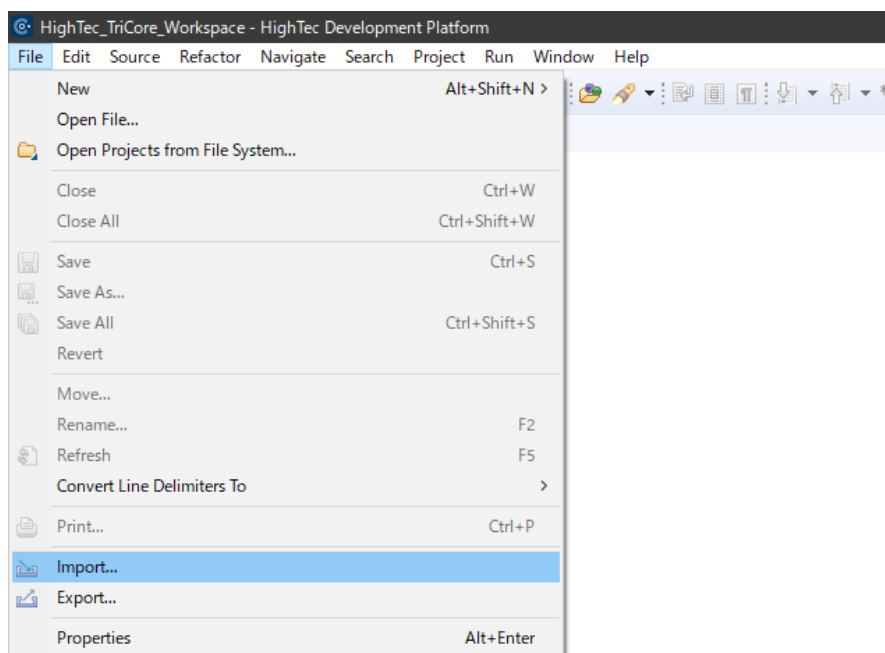 HighTec_TriCore_Workspace - HighTec Development Platform
File Edit Source Refactor Navigate Search Project Run Window Help
New Alt+Shift+N >
Open File...
Open Projects from File System...
Close Ctrl+W
Close All Ctrl+Shift+W
Save Ctrl+S
Save As...
Save All Ctrl+Shift+S
Revert
Move...
Rename... F2
Refresh F5
Convert Line Delimiters To >
Print... Ctrl+P
Import...
Export...
Properties Alt+Enter